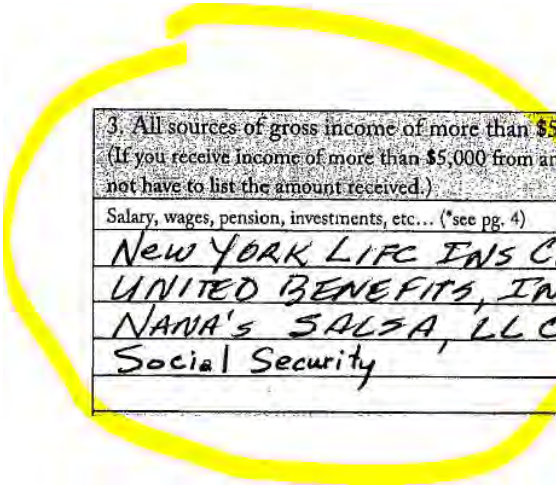 3. All sources of gross income of more than $5
(If you receive income of more than $5,000 from an
not have to list the amount received.)
Salary, wages, pension, investments, etc... (*see pg. 4)
NEW YORK LIFE INS C
UNITED BENEFITS, IN
NANA'S SALSA, LLC
Social Security